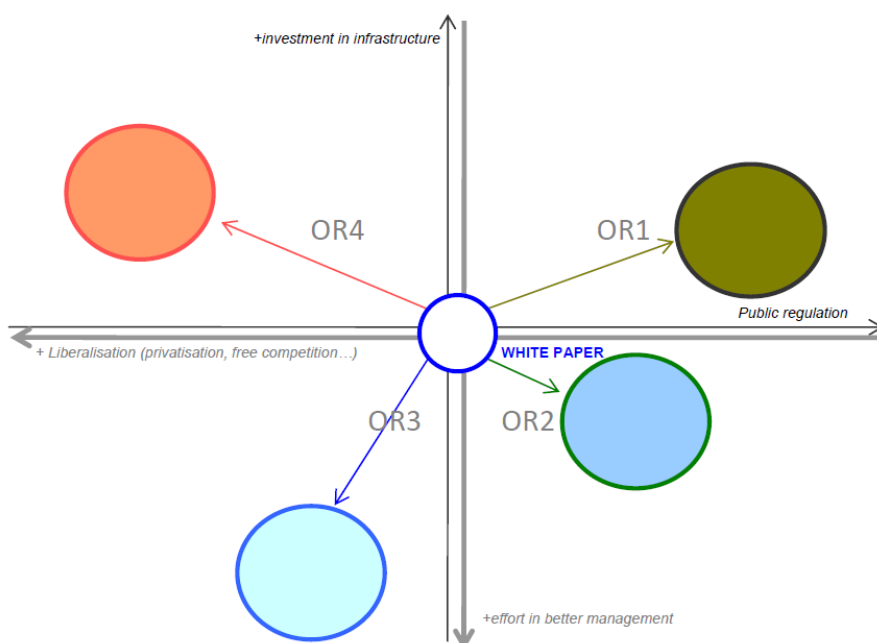 +investment in infrastructure
OR4
OR1
Public regulation
+ Liberalisation (privatisation, free competition…)
WHITE PAPER
OR3
OR2
+effort in better management